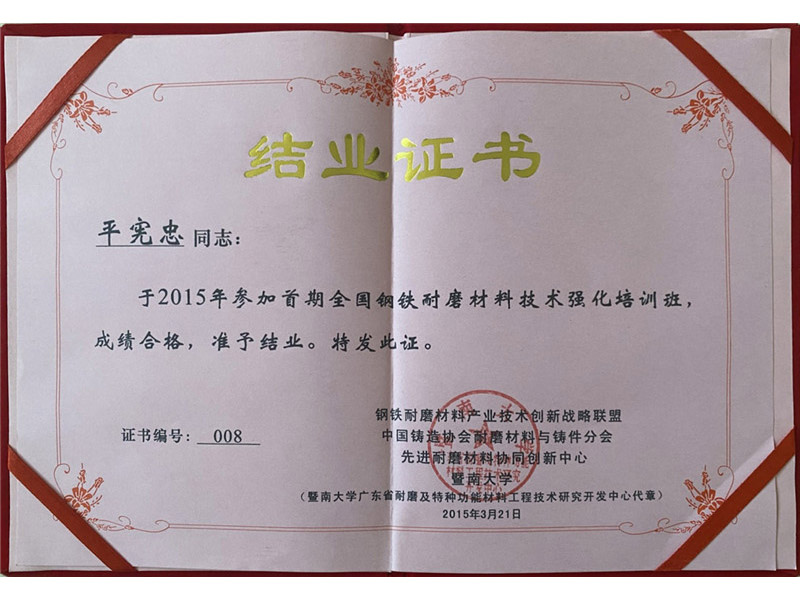 结业证书
平宪忠 同志：
于2015年参加首期全国钢铁耐磨材料技术强化培训班，
成绩合格，准予结业。特发此证。
钢铁耐磨材料产业技术创新战略联盟
证书编号： 008 中国铸造协会耐磨材料与铸件分会
先进耐磨材料协同创新中心
暨南大学
（暨南大学广东省耐磨及特种功能材料工程技术研究开发中心代章）
2015年3月21日